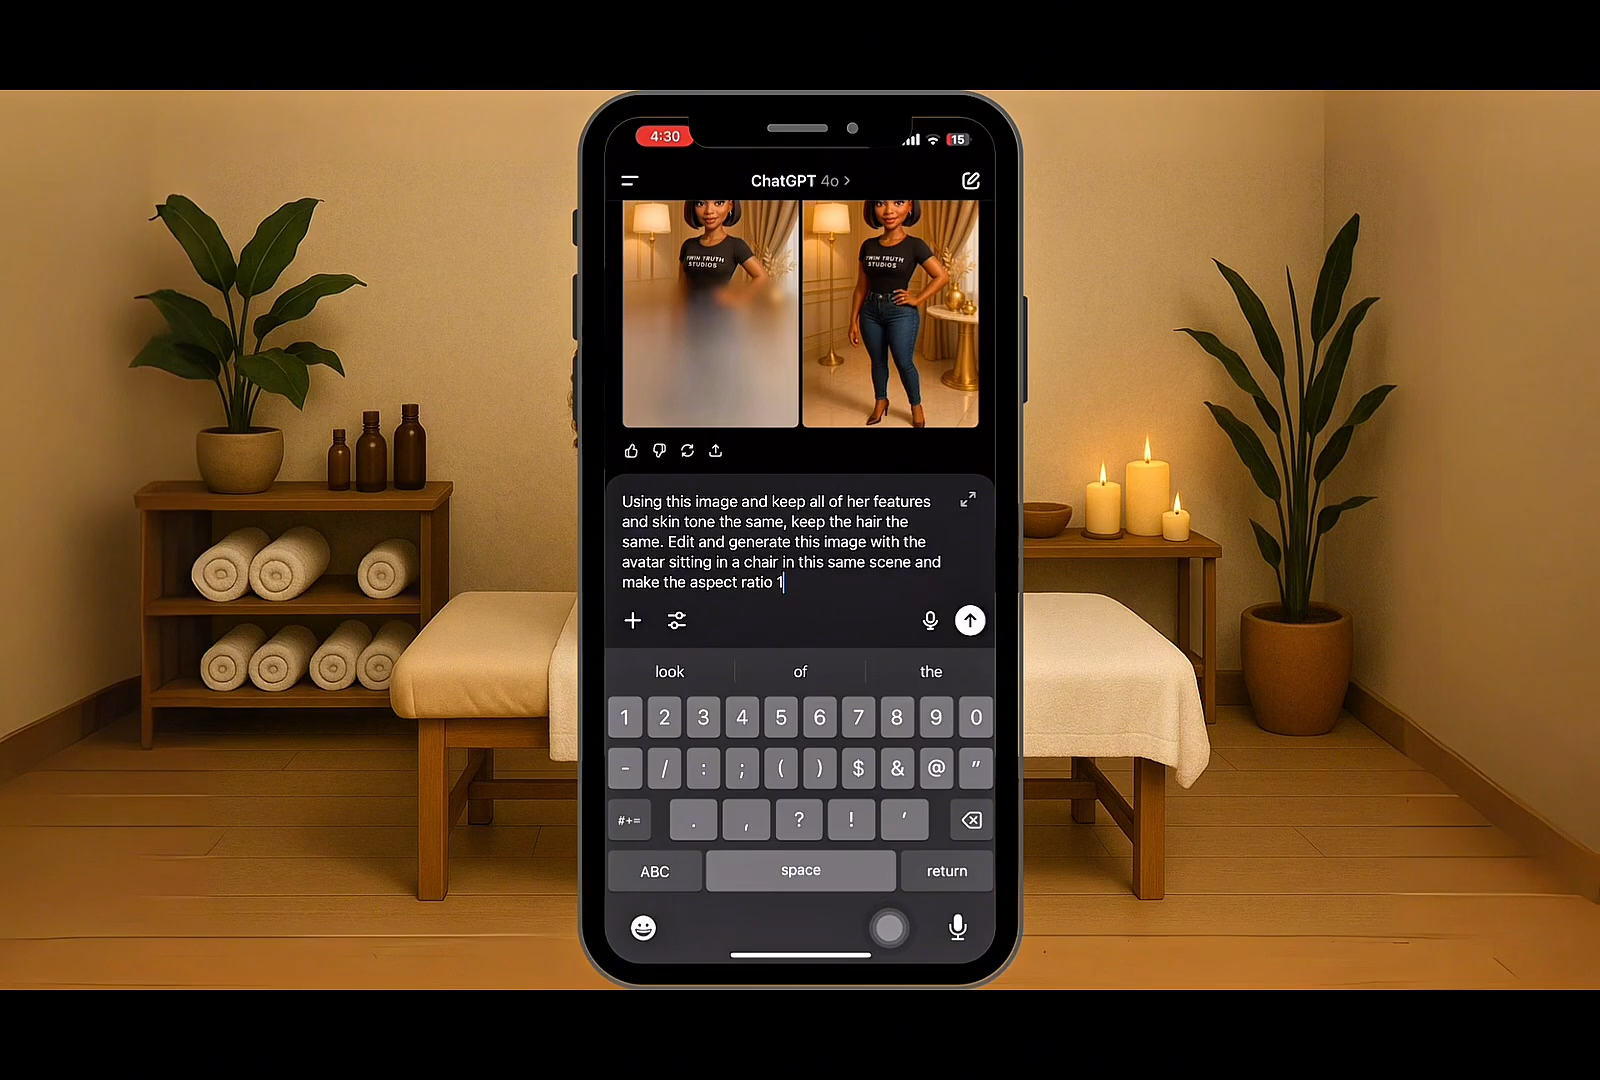 4:30
15
ChatGPT 4o >
TWIN TRUTH
STUDIOS
TWIN TRUTH
STUDIOS
Using this image and keep all of her features
and skin tone the same, keep the hair the
same. Edit and generate this image with the
avatar sitting in a chair in this same scene and
make the aspect ratio 1
look of the
1 2 3 4 5 6 7 8 9 0
- / : ; ( ) $ & @ "
#+= . , ? ! '
ABC space return